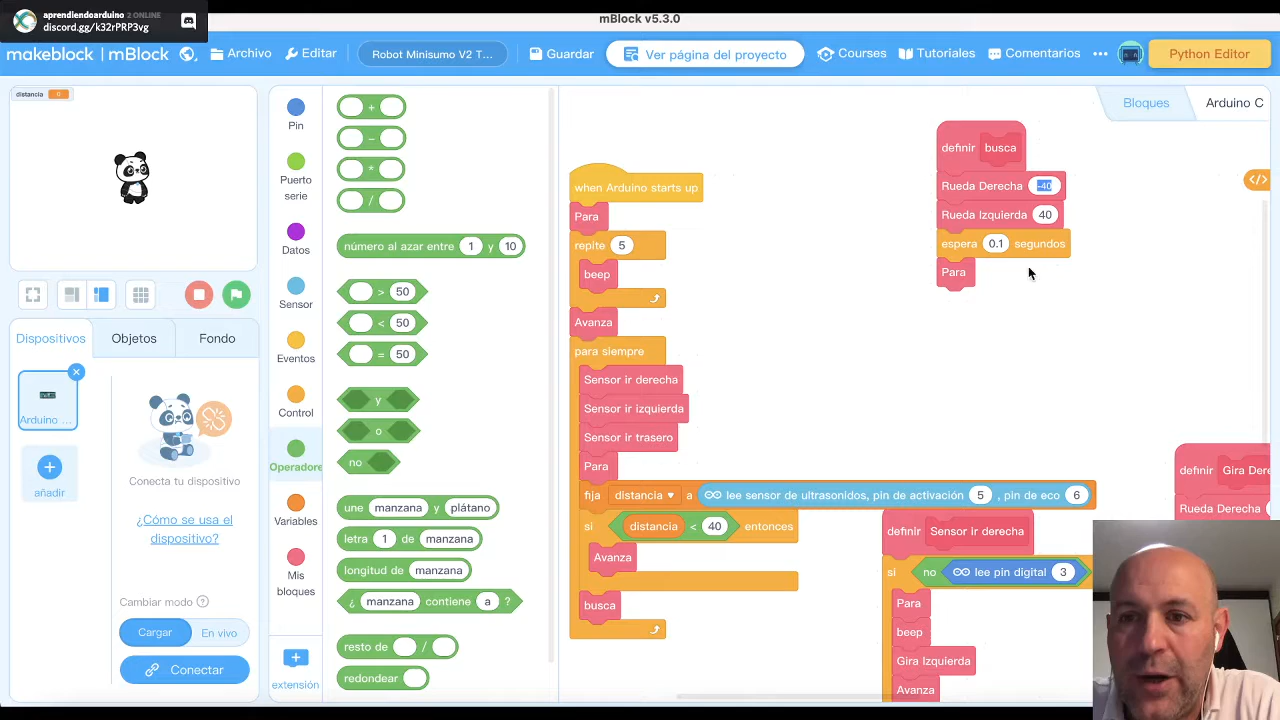 aprendiendoarduino 2 ONLINE
discord.gg/k32rPRP3vg
mBlock v5.3.0
makeblock | mBlock
Archivo
Editar
Robot Minisumo V2 T...
Guardar
Ver página del proyecto
Courses
Tutoriales
Comentarios
Python Editor
distancia 0
Dispositivos
Objetos
Fondo
Arduino ...
añadir
Conecta tu dispositivo
¿Cómo se usa el
dispositivo?
Cambiar modo ?
Cargar
En vivo
Conectar
Pin
Puerto
serie
Datos
Sensor
Eventos
Control
Operadore
Variables
Mis
bloques
extensión
+
-
*
/
número al azar entre 1 y 10
> 50
< 50
= 50
y
o
no
une manzana y plátano
letra 1 de manzana
longitud de manzana
¿ manzana contiene a ?
resto de /
redondear
Bloques
Arduino C
</>
when Arduino starts up
Para
repite 5
beep
Avanza
para siempre
Sensor ir derecha
Sensor ir izquierda
Sensor ir trasero
Para
fija distancia a lee sensor de ultrasonidos, pin de activación 5 , pin de eco 6
si distancia < 40 entonces
Avanza
busca
definir busca
Rueda Derecha -40
Rueda Izquierda 40
espera 0.1 segundos
Para
definir Sensor ir derecha
si no lee pin digital 3
Para
beep
Gira Izquierda
Avanza
definir Gira Dere
Rueda Derecha